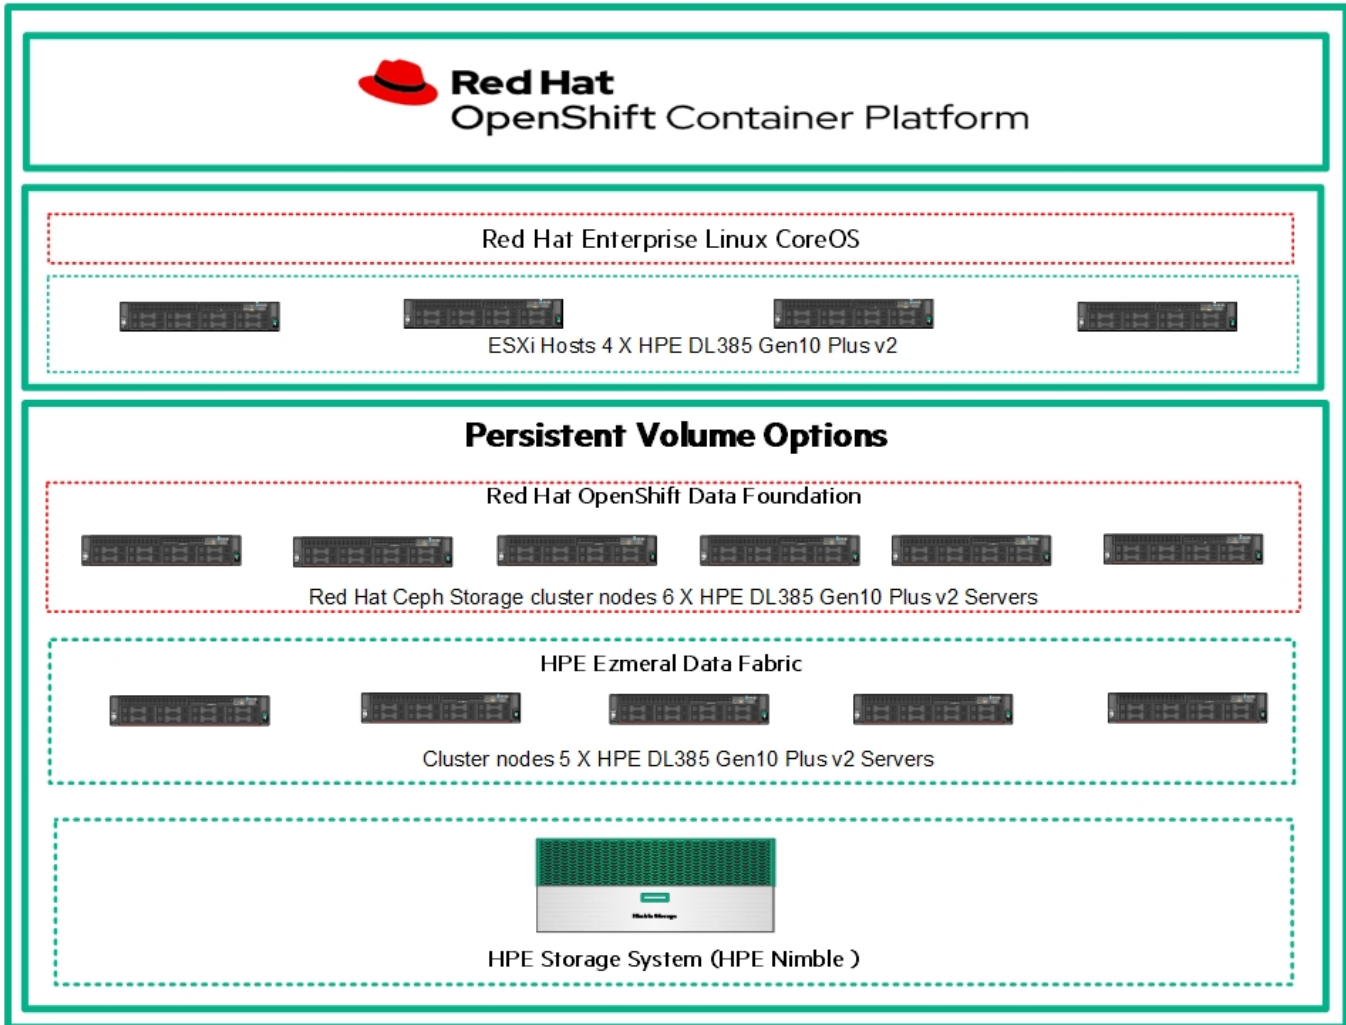 Red Hat
OpenShift Container Platform
Red Hat Enterprise Linux CoreOS
ESXi Hosts 4 X HPE DL385 Gen10 Plus v2
Persistent Volume Options
Red Hat OpenShift Data Foundation
Red Hat Ceph Storage cluster nodes 6 X HPE DL385 Gen10 Plus v2 Servers
HPE Ezmeral Data Fabric
Cluster nodes 5 X HPE DL385 Gen10 Plus v2 Servers
Nimble Storage
HPE Storage System (HPE Nimble )